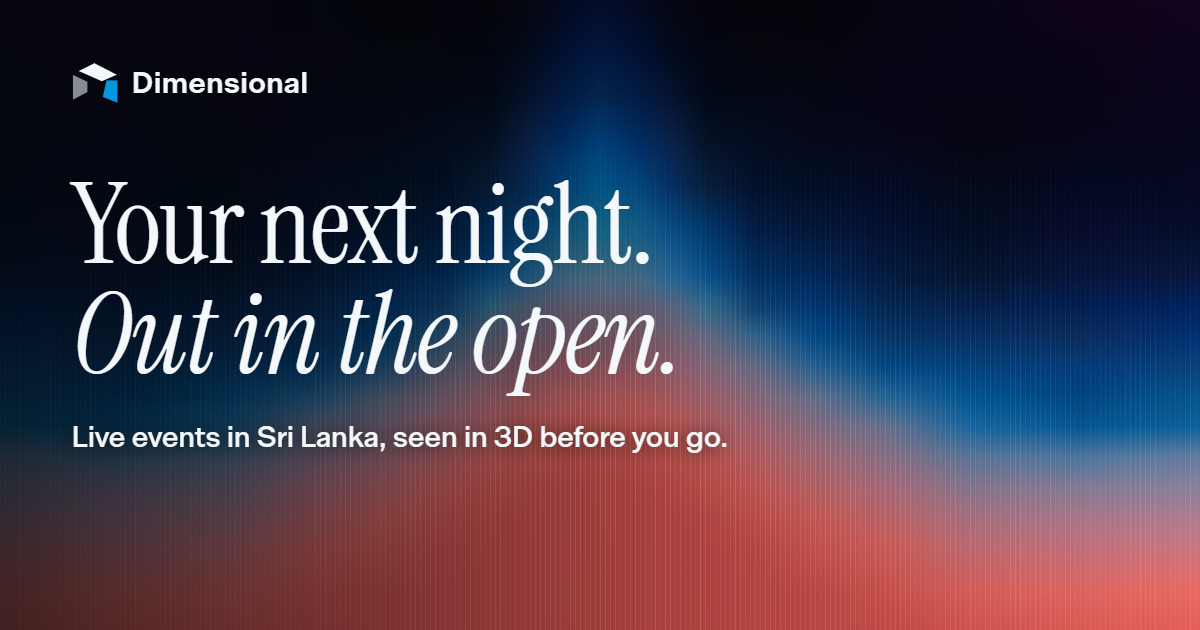 Dimensional
Your next night.
Out in the open.
Live events in Sri Lanka, seen in 3D before you go.